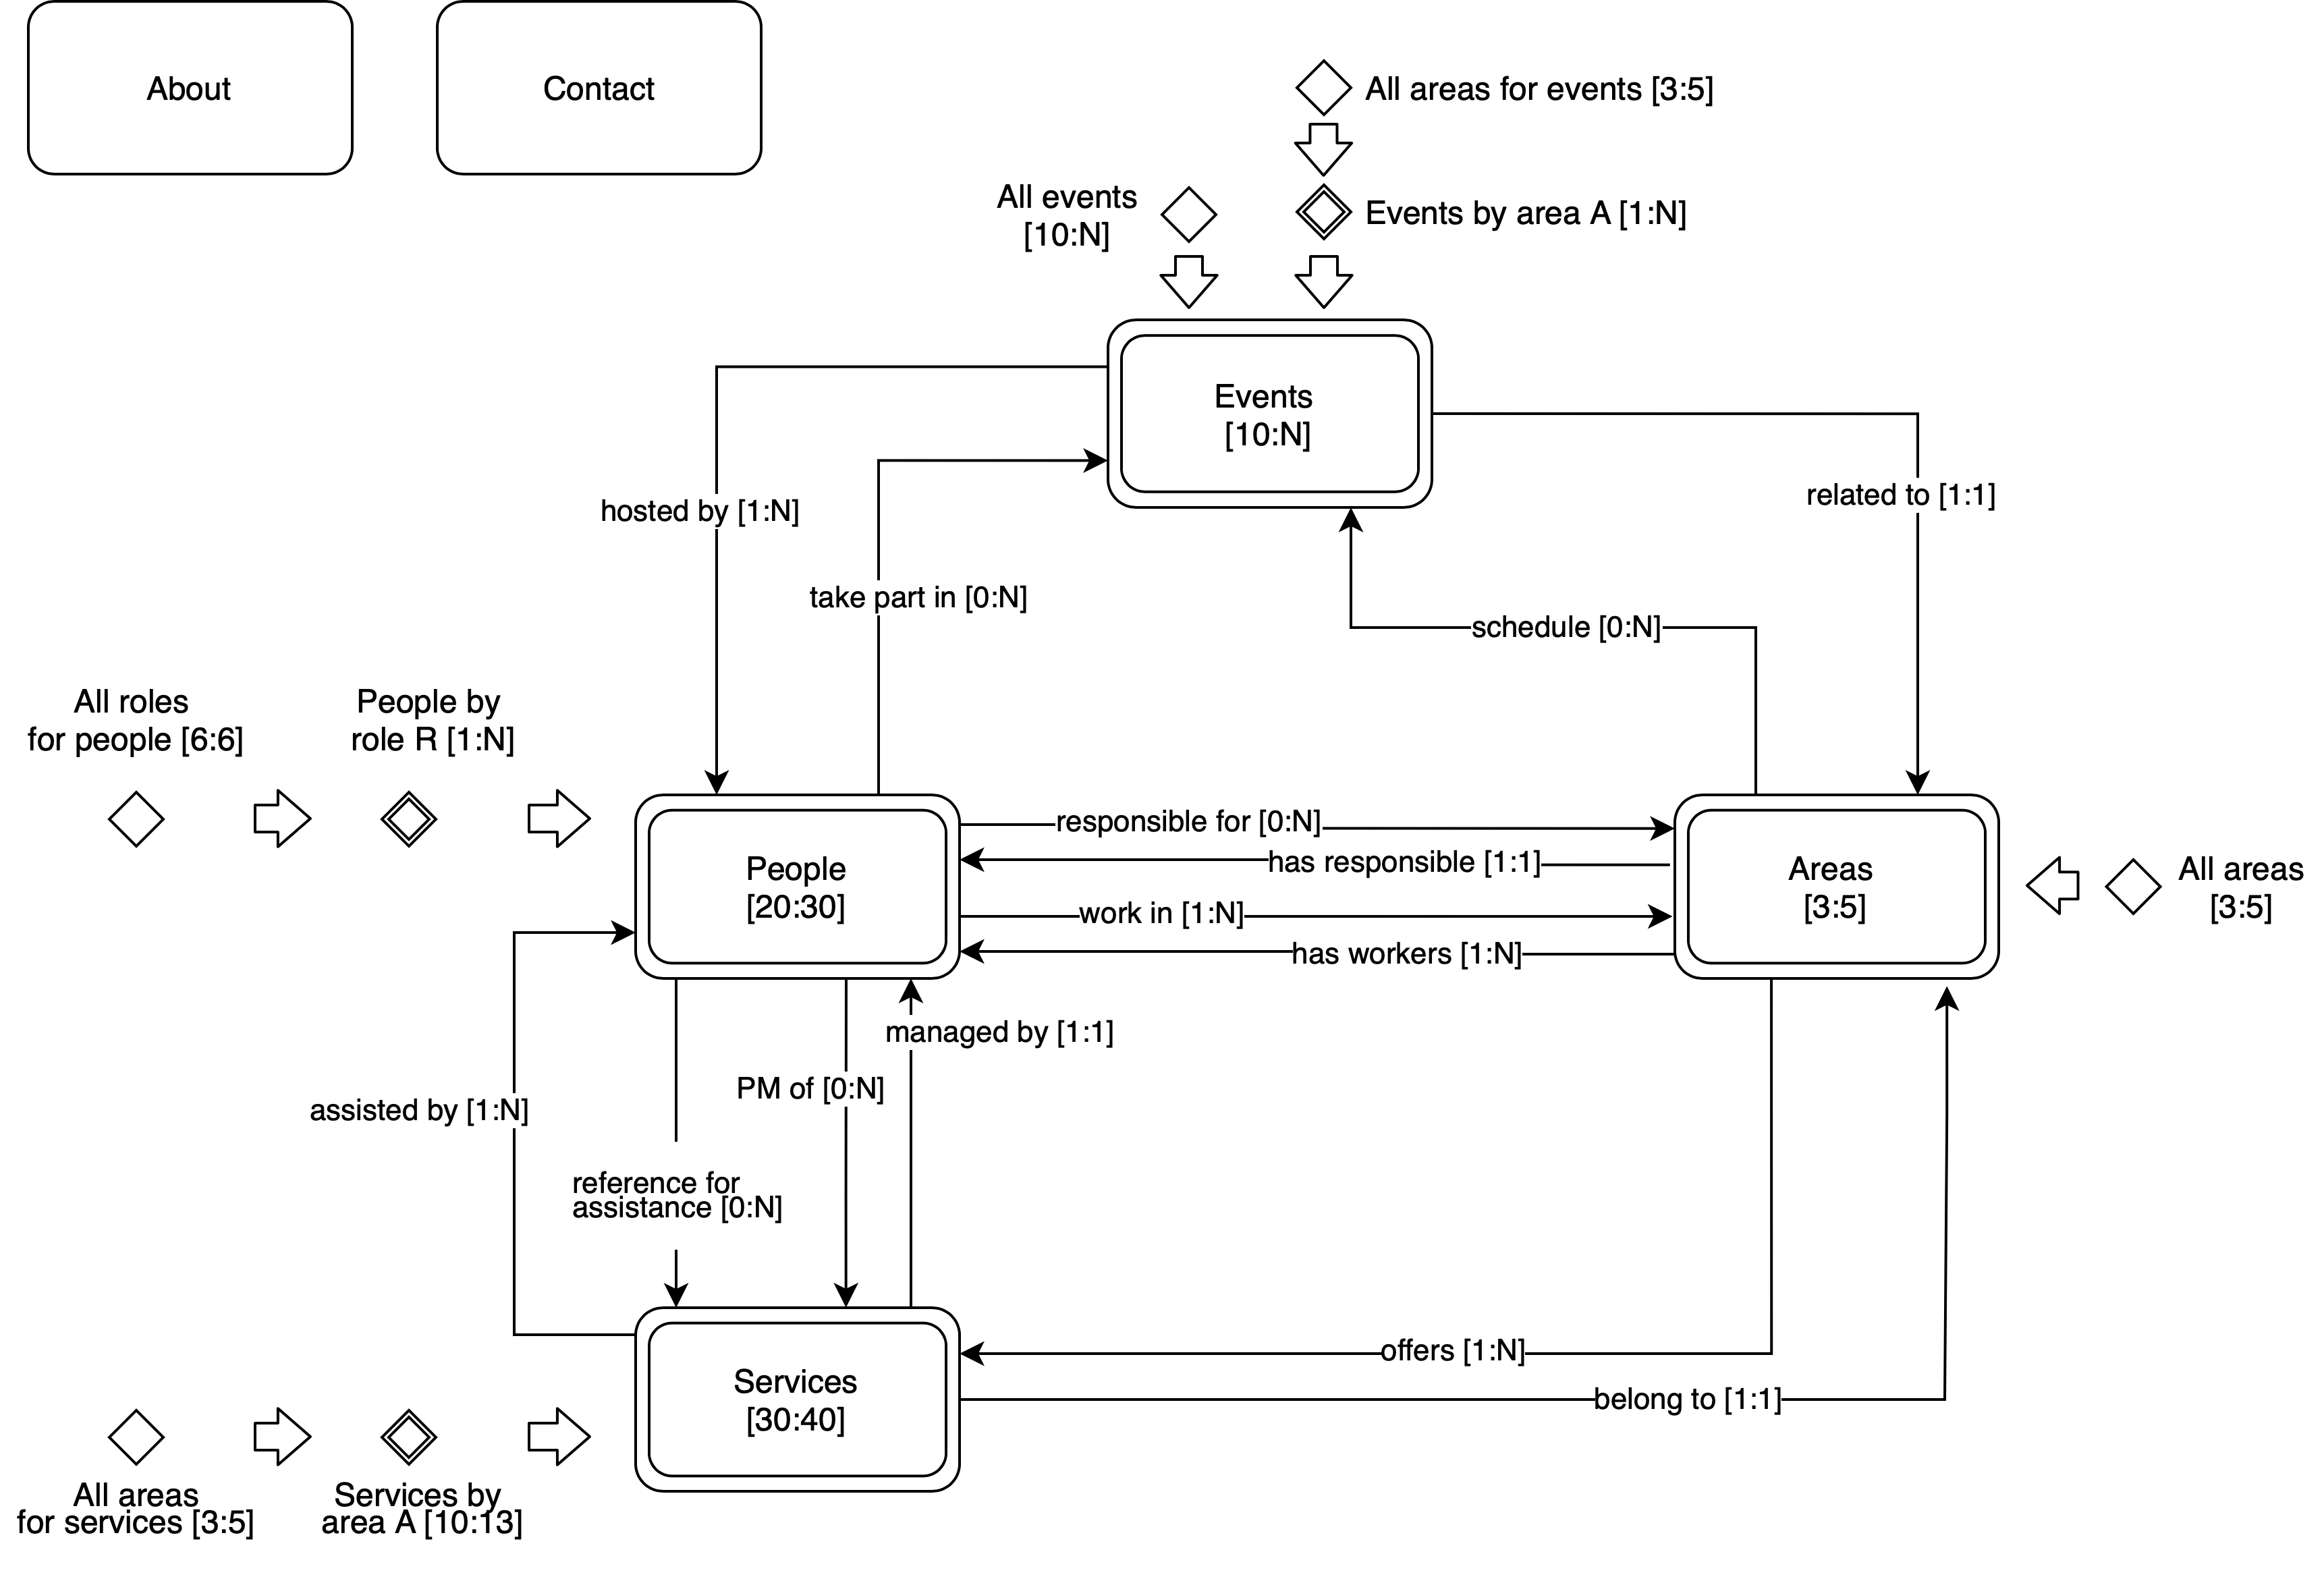 About
Contact
All areas for events [3:5]
All events
[10:N]
Events by area A [1:N]
Events
[10:N]
hosted by [1:N]
related to [1:1]
take part in [0:N]
schedule [0:N]
All roles
for people [6:6]
People by
role R [1:N]
responsible for [0:N]
has responsible [1:1]
People
[20:30]
Areas
[3:5]
All areas
[3:5]
work in [1:N]
has workers [1:N]
managed by [1:1]
PM of [0:N]
assisted by [1:N]
reference for
assistance [0:N]
offers [1:N]
Services
[30:40]
belong to [1:1]
All areas
for services [3:5]
Services by
area A [10:13]